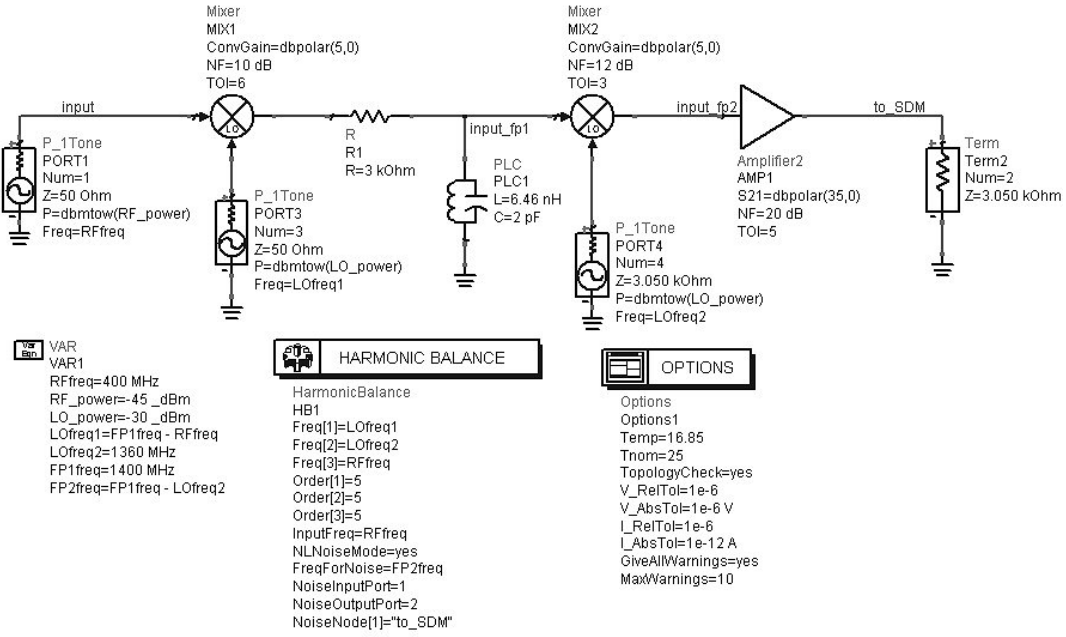 Mixer
MIX1
ConvGain=dbpolar(5,0)
NF=10 dB
TOI=6
Mixer
MIX2
ConvGain=dbpolar(5,0)
NF=12 dB
TOI=3
input
LO
R
R1
R=3 kOhm
input_fp1
LO
input_fp2
to_SDM
P_1Tone
PORT1
Num=1
Z=50 Ohm
P=dbmtow(RF_power)
Freq=RFfreq
P_1Tone
PORT3
Num=3
Z=50 Ohm
P=dbmtow(LO_power)
Freq=LOfreq1
PLC
PLC1
L=6.46 nH
C=2 pF
P_1Tone
PORT4
Num=4
Z=3.050 kOhm
P=dbmtow(LO_power)
Freq=LOfreq2
Amplifier2
AMP1
S21=dbpolar(35,0)
NF=20 dB
TOI=5
Term
Term2
Num=2
Z=3.050 kOhm
Var
Eqn
VAR
VAR1
RFfreq=400 MHz
RF_power=-45 _dBm
LO_power=-30 _dBm
LOfreq1=FP1freq - RFfreq
LOfreq2=1360 MHz
FP1freq=1400 MHz
FP2freq=FP1freq - LOfreq2
HARMONIC BALANCE
HarmonicBalance
HB1
Freq[1]=LOfreq1
Freq[2]=LOfreq2
Freq[3]=RFfreq
Order[1]=5
Order[2]=5
Order[3]=5
InputFreq=RFfreq
NLNoiseMode=yes
FreqForNoise=FP2freq
NoiseInputPort=1
NoiseOutputPort=2
NoiseNode[1]="to_SDM"
OPTIONS
Options
Options1
Temp=16.85
Tnom=25
TopologyCheck=yes
V_RelTol=1e-6
V_AbsTol=1e-6 V
I_RelTol=1e-6
I_AbsTol=1e-12 A
GiveAllWarnings=yes
MaxWarnings=10